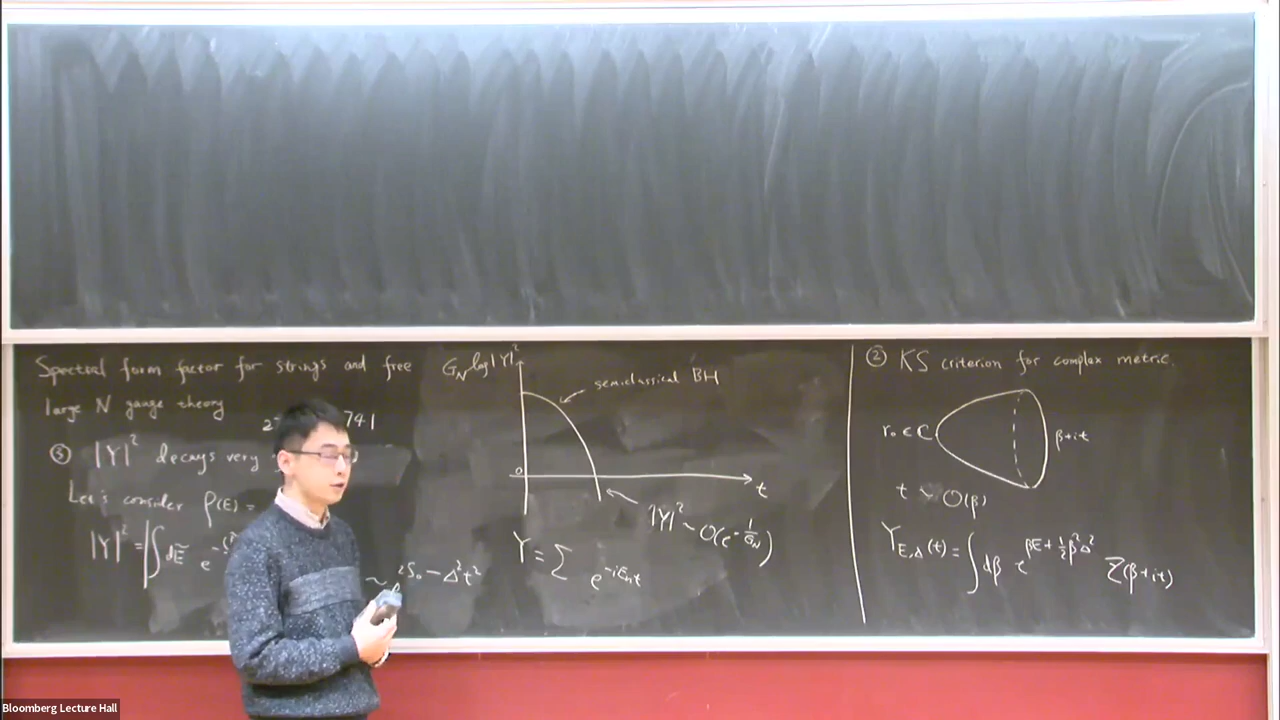 Spectral form factor for strings and free
large N gauge theory
741
③ |Y|² decays very
Let's consider ρ(E) =
|Y|² = |∫ dE e
~ e^{2S₀ - Δ²t²}
G_N log|Y|²
semiclassical BH
0
t
|Y|² ~ O(e^{-1/G_N})
Y = Σ e^{-iE_n t}
② KS criterion for complex metric.
r₀ ∈ C
β+it
t ~ O(β)
Y_{E,Δ}(t) = ∫ dβ e^{βE + ½β²Δ²} Z(β+it)
Bloomberg Lecture Hall